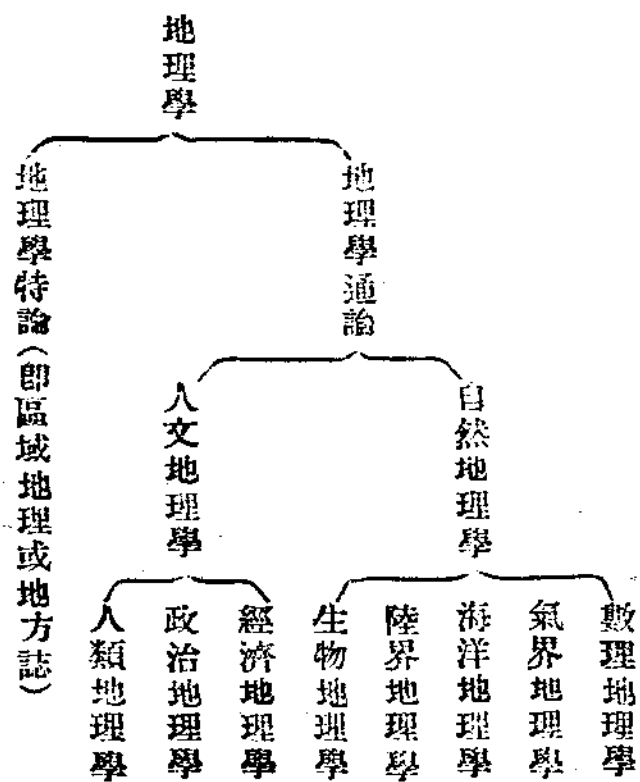 地理學
地理學通論
地理學特論（卽區域地理或地方誌）
自然地理學
人文地理學
數理地理學
氣界地理學
海洋地理學
陸界地理學
生物地理學
經濟地理學
政治地理學
人類地理學